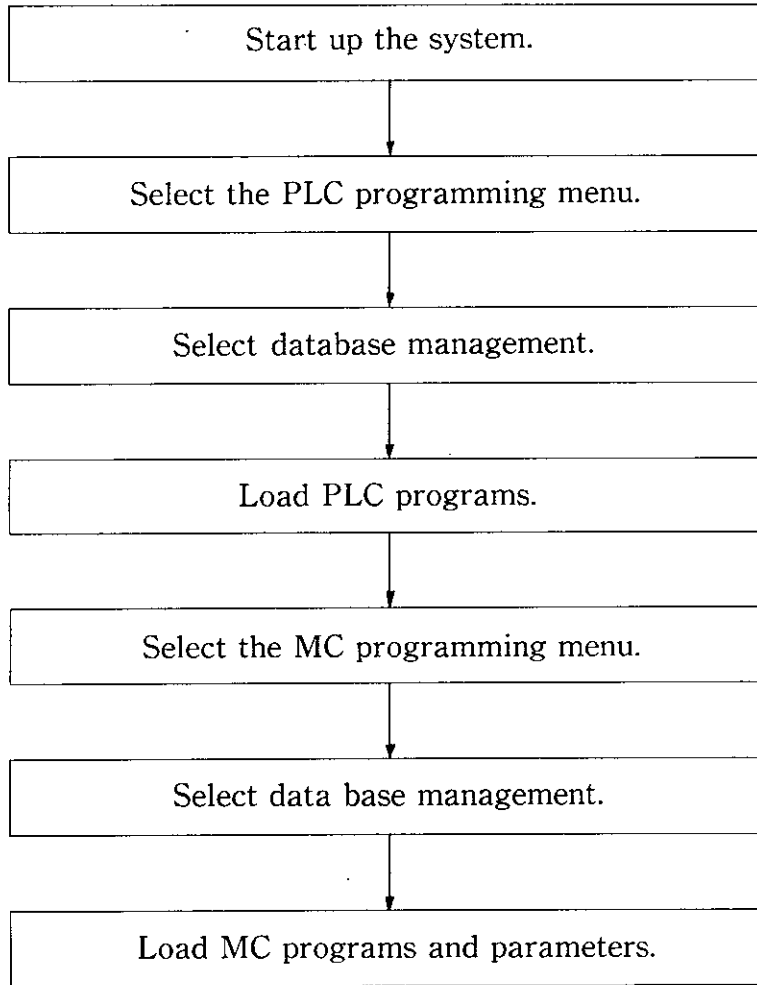 Start up the system.
Select the PLC programming menu.
Select database management.
Load PLC programs.
Select the MC programming menu.
Select data base management.
Load MC programs and parameters.